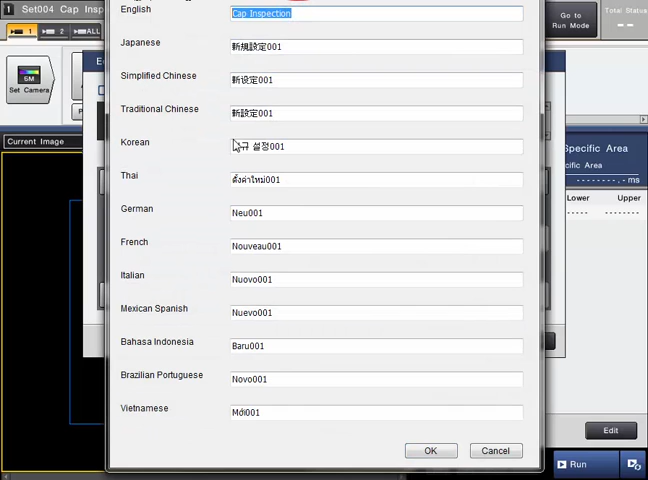 1 Set004 Cap Insp
Go to
Run Mode
Total Status
1
2
ALL
5M
Set Camera
Current Image
English
Cap Inspection
Japanese
新規設定001
Simplified Chinese
新设定001
Traditional Chinese
新設定001
Korean
규 설정001
Thai
ตั้งค่าใหม่001
German
Neu001
French
Nouveau001
Italian
Nuovo001
Mexican Spanish
Nuevo001
Bahasa Indonesia
Baru001
Brazilian Portuguese
Novo001
Vietnamese
Mới001
OK
Cancel
Specific Area
ecific Area
--------.- ms
Lower
Upper
Edit
Run